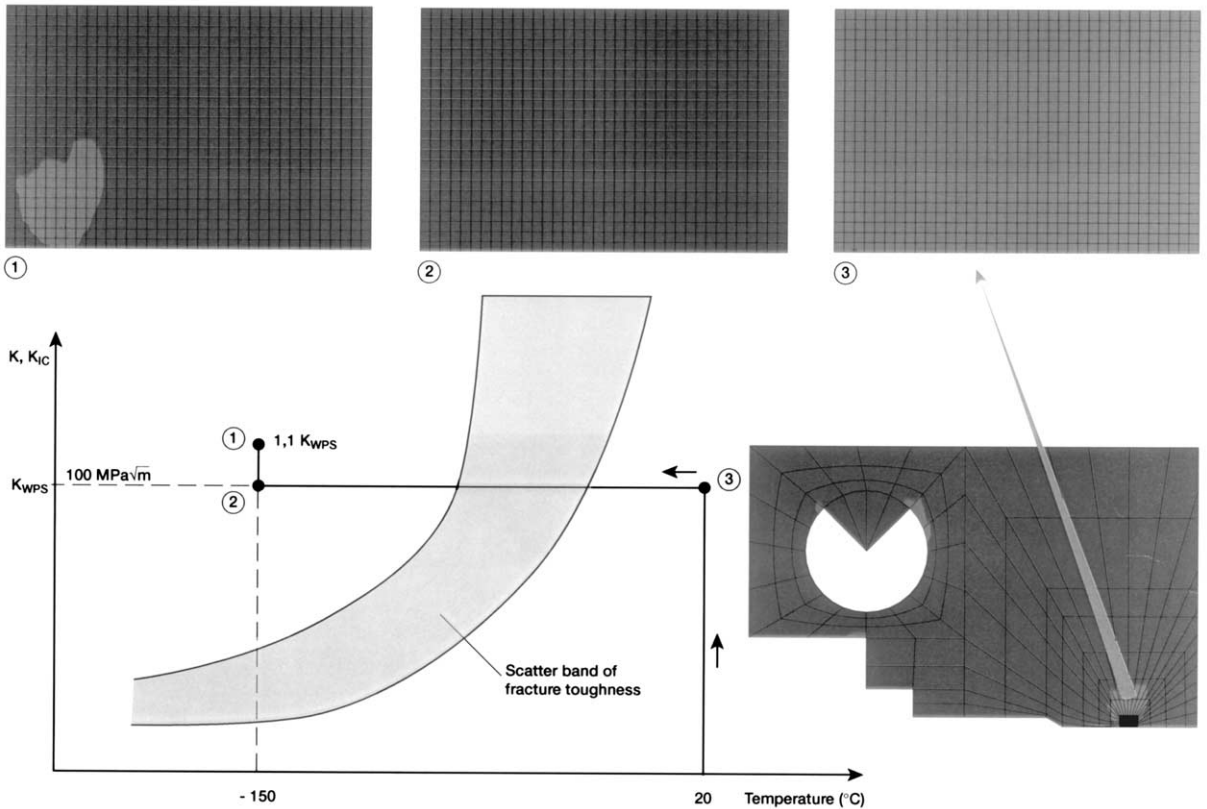 ①
②
③
K, K_IC
① 1,1 K_WPS
100 MPa√m
K_WPS
②
③
Scatter band of
fracture toughness
- 150
20
Temperature (°C)